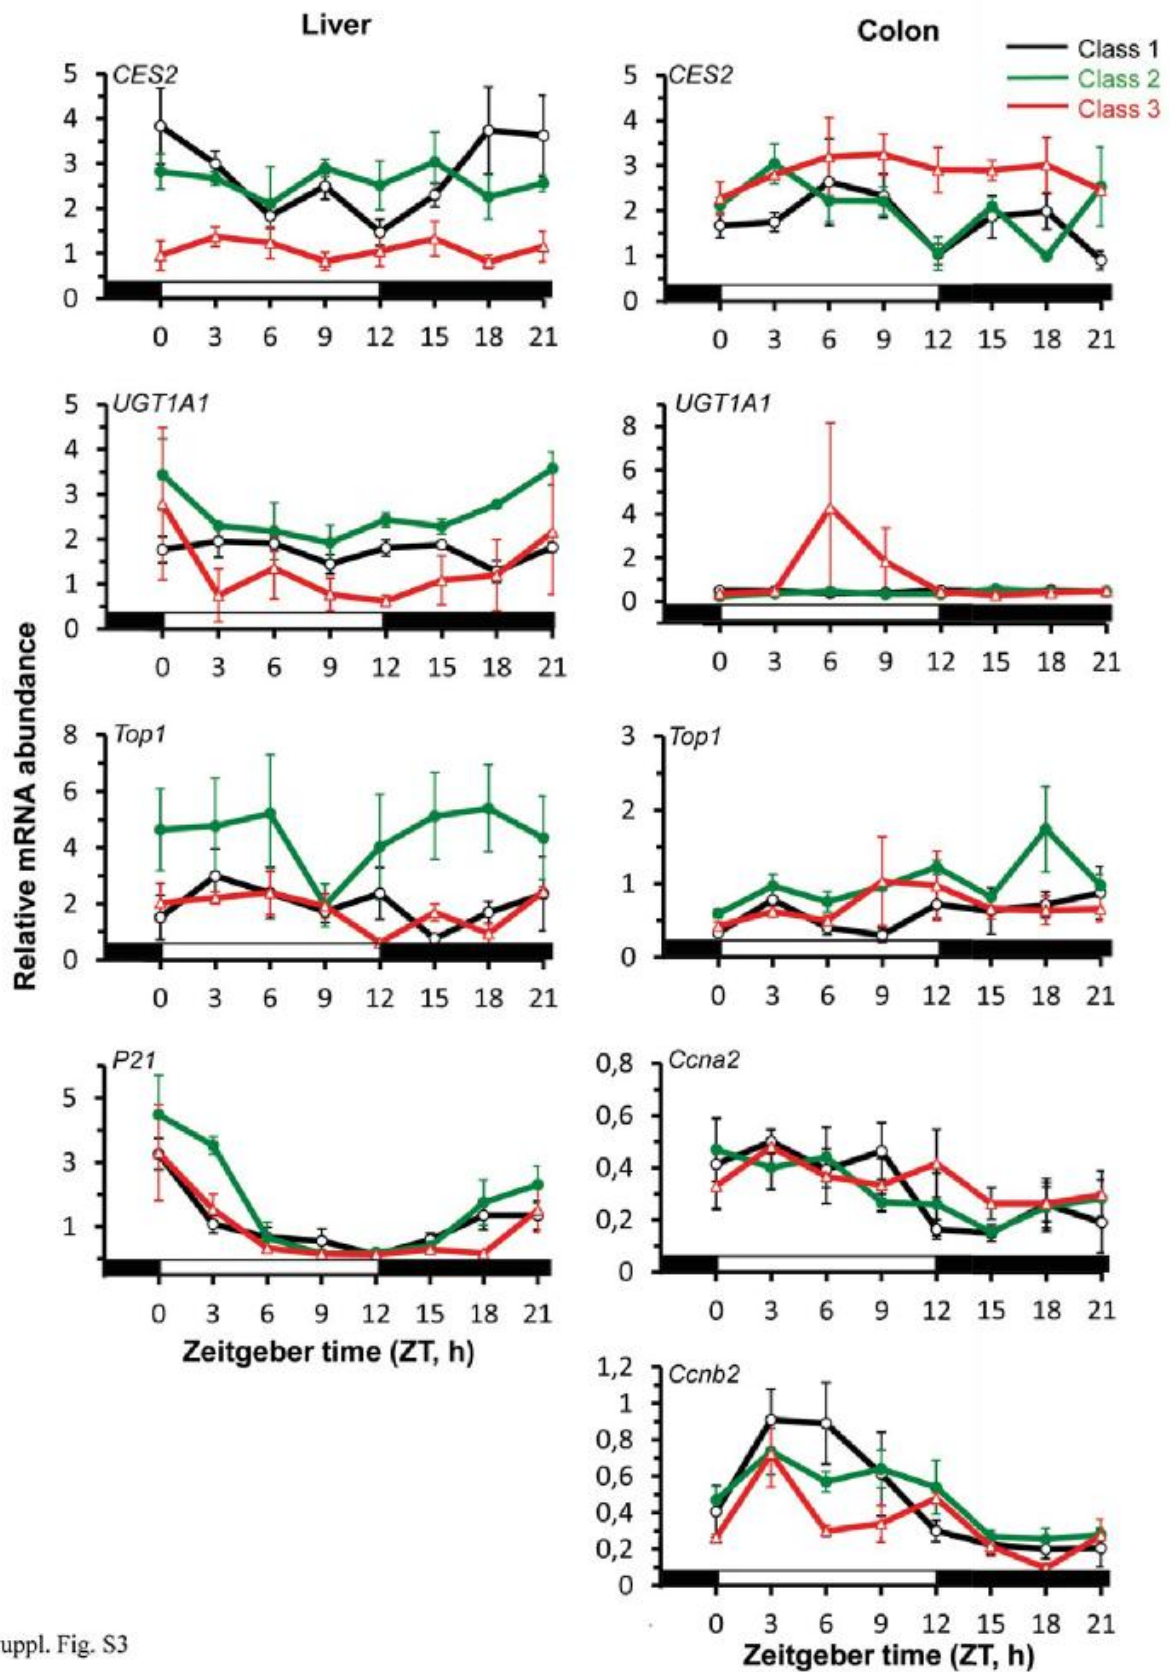 Liver
Colon
Class 1
Class 2
Class 3
CES2
5
4
3
2
1
0
0 3 6 9 12 15 18 21
CES2
5
4
3
2
1
0
0 3 6 9 12 15 18 21
UGT1A1
5
4
3
2
1
0
0 3 6 9 12 15 18 21
UGT1A1
8
6
4
2
0
0 3 6 9 12 15 18 21
Relative mRNA abundance
Top1
8
6
4
2
0
0 3 6 9 12 15 18 21
Top1
3
2
1
0
0 3 6 9 12 15 18 21
P21
5
3
1
0 3 6 9 12 15 18 21
Zeitgeber time (ZT, h)
Ccna2
0,8
0,6
0,4
0,2
0
0 3 6 9 12 15 18 21
Ccnb2
1,2
1
0,8
0,6
0,4
0,2
0
0 3 6 9 12 15 18 21
Zeitgeber time (ZT, h)
uppl. Fig. S3